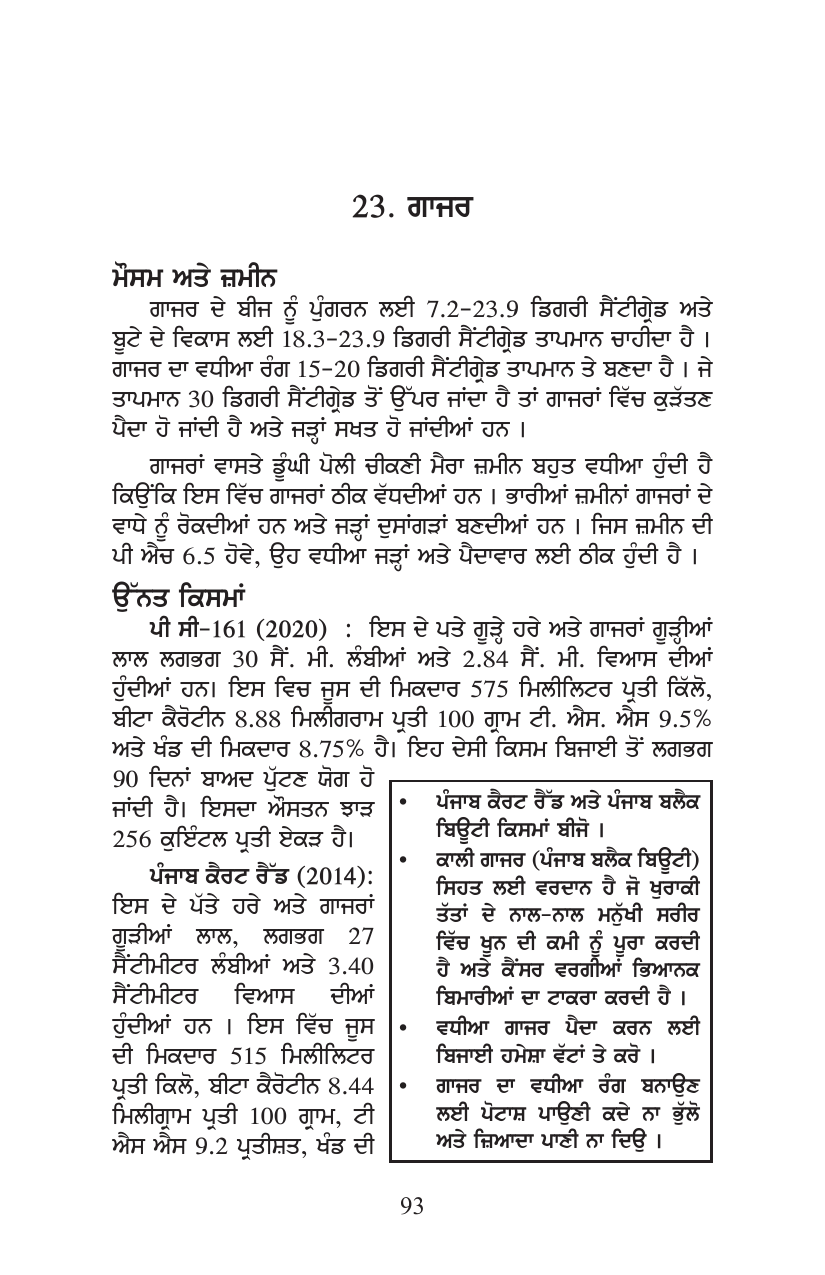 23. ਗਾਜਰ
ਮੌਸਮ ਅਤੇ ਜ਼ਮੀਨ
ਗਾਜਰ ਦੇ ਬੀਜ ਨੂੰ ਪੁੰਗਰਨ ਲਈ 7.2-23.9 ਡਿਗਰੀ ਸੈਂਟੀਗ੍ਰੇਡ ਅਤੇ
ਬੂਟੇ ਦੇ ਵਿਕਾਸ ਲਈ 18.3-23.9 ਡਿਗਰੀ ਸੈਂਟੀਗ੍ਰੇਡ ਤਾਪਮਾਨ ਚਾਹੀਦਾ ਹੈ ।
ਗਾਜਰ ਦਾ ਵਧੀਆ ਰੰਗ 15-20 ਡਿਗਰੀ ਸੈਂਟੀਗ੍ਰੇਡ ਤਾਪਮਾਨ ਤੇ ਬਣਦਾ ਹੈ । ਜੇ
ਤਾਪਮਾਨ 30 ਡਿਗਰੀ ਸੈਂਟੀਗ੍ਰੇਡ ਤੋਂ ਉੱਪਰ ਜਾਂਦਾ ਹੈ ਤਾਂ ਗਾਜਰਾਂ ਵਿੱਚ ਕੁੜੱਤਣ
ਪੈਦਾ ਹੋ ਜਾਂਦੀ ਹੈ ਅਤੇ ਜੜ੍ਹਾਂ ਸਖਤ ਹੋ ਜਾਂਦੀਆਂ ਹਨ ।
ਗਾਜਰਾਂ ਵਾਸਤੇ ਡੂੰਘੀ ਪੋਲੀ ਚੀਕਣੀ ਮੈਰਾ ਜ਼ਮੀਨ ਬਹੁਤ ਵਧੀਆ ਹੁੰਦੀ ਹੈ
ਕਿਉਂਕਿ ਇਸ ਵਿੱਚ ਗਾਜਰਾਂ ਠੀਕ ਵੱਧਦੀਆਂ ਹਨ । ਭਾਰੀਆਂ ਜ਼ਮੀਨਾਂ ਗਾਜਰਾਂ ਦੇ
ਵਾਧੇ ਨੂੰ ਰੋਕਦੀਆਂ ਹਨ ਅਤੇ ਜੜ੍ਹਾਂ ਦੁਸਾਂਗੜਾਂ ਬਣਦੀਆਂ ਹਨ । ਜਿਸ ਜ਼ਮੀਨ ਦੀ
ਪੀ ਐਚ 6.5 ਹੋਵੇ, ਉਹ ਵਧੀਆ ਜੜ੍ਹਾਂ ਅਤੇ ਪੈਦਾਵਾਰ ਲਈ ਠੀਕ ਹੁੰਦੀ ਹੈ ।
ਉੱਨਤ ਕਿਸਮਾਂ
ਪੀ ਸੀ-161 (2020) : ਇਸ ਦੇ ਪਤੇ ਗੂੜ੍ਹੇ ਹਰੇ ਅਤੇ ਗਾਜਰਾਂ ਗੂੜ੍ਹੀਆਂ
ਲਾਲ ਲਗਭਗ 30 ਸੈਂ. ਮੀ. ਲੰਬੀਆਂ ਅਤੇ 2.84 ਸੈਂ. ਮੀ. ਵਿਆਸ ਦੀਆਂ
ਹੁੰਦੀਆਂ ਹਨ। ਇਸ ਵਿਚ ਜੂਸ ਦੀ ਮਿਕਦਾਰ 575 ਮਿਲੀਲਿਟਰ ਪ੍ਰਤੀ ਕਿੱਲੋ,
ਬੀਟਾ ਕੈਰੋਟੀਨ 8.88 ਮਿਲੀਗਰਾਮ ਪ੍ਰਤੀ 100 ਗ੍ਰਾਮ ਟੀ. ਐਸ. ਐਸ 9.5%
ਅਤੇ ਖੰਡ ਦੀ ਮਿਕਦਾਰ 8.75% ਹੈ। ਇਹ ਦੇਸੀ ਕਿਸਮ ਬਿਜਾਈ ਤੋਂ ਲਗਭਗ
90 ਦਿਨਾਂ ਬਾਅਦ ਪੁੱਟਣ ਯੋਗ ਹੋ
ਜਾਂਦੀ ਹੈ। ਇਸਦਾ ਔਸਤਨ ਝਾੜ
256 ਕੁਇੰਟਲ ਪ੍ਰਤੀ ਏਕੜ ਹੈ।
ਪੰਜਾਬ ਕੈਰਟ ਰੈੱਡ (2014):
ਇਸ ਦੇ ਪੱਤੇ ਹਰੇ ਅਤੇ ਗਾਜਰਾਂ
ਗੂੜੀਆਂ ਲਾਲ, ਲਗਭਗ 27
ਸੈਂਟੀਮੀਟਰ ਲੰਬੀਆਂ ਅਤੇ 3.40
ਸੈਂਟੀਮੀਟਰ ਵਿਆਸ ਦੀਆਂ
ਹੁੰਦੀਆਂ ਹਨ । ਇਸ ਵਿੱਚ ਜੂਸ
ਦੀ ਮਿਕਦਾਰ 515 ਮਿਲੀਲਿਟਰ
ਪ੍ਰਤੀ ਕਿਲੋ, ਬੀਟਾ ਕੈਰੋਟੀਨ 8.44
ਮਿਲੀਗ੍ਰਾਮ ਪ੍ਰਤੀ 100 ਗ੍ਰਾਮ, ਟੀ
ਐਸ ਐਸ 9.2 ਪ੍ਰਤੀਸ਼ਤ, ਖੰਡ ਦੀ
• ਪੰਜਾਬ ਕੈਰਟ ਰੈੱਡ ਅਤੇ ਪੰਜਾਬ ਬਲੈਕ
ਬਿਊਟੀ ਕਿਸਮਾਂ ਬੀਜੋ ।
• ਕਾਲੀ ਗਾਜਰ (ਪੰਜਾਬ ਬਲੈਕ ਬਿਊਟੀ)
ਸਿਹਤ ਲਈ ਵਰਦਾਨ ਹੈ ਜੋ ਖੁਰਾਕੀ
ਤੱਤਾਂ ਦੇ ਨਾਲ-ਨਾਲ ਮਨੁੱਖੀ ਸਰੀਰ
ਵਿੱਚ ਖੂਨ ਦੀ ਕਮੀ ਨੂੰ ਪੂਰਾ ਕਰਦੀ
ਹੈ ਅਤੇ ਕੈਂਸਰ ਵਰਗੀਆਂ ਭਿਆਨਕ
ਬਿਮਾਰੀਆਂ ਦਾ ਟਾਕਰਾ ਕਰਦੀ ਹੈ ।
• ਵਧੀਆ ਗਾਜਰ ਪੈਦਾ ਕਰਨ ਲਈ
ਬਿਜਾਈ ਹਮੇਸ਼ਾ ਵੱਟਾਂ ਤੇ ਕਰੋ ।
• ਗਾਜਰ ਦਾ ਵਧੀਆ ਰੰਗ ਬਨਾਉਣ
ਲਈ ਪੋਟਾਸ਼ ਪਾਉਣੀ ਕਦੇ ਨਾ ਭੁੱਲੋ
ਅਤੇ ਜ਼ਿਆਦਾ ਪਾਣੀ ਨਾ ਦਿਉ ।
93